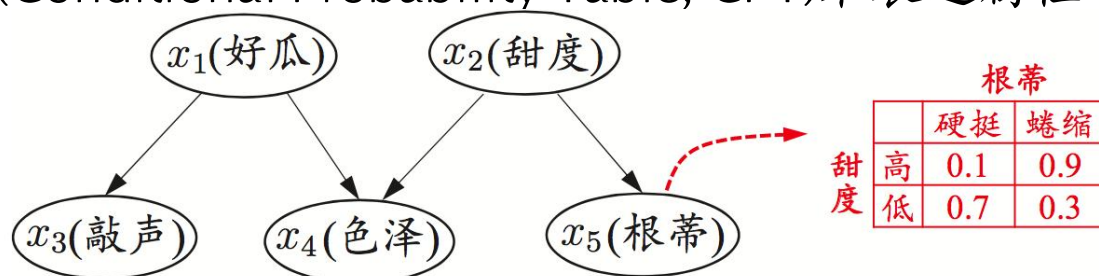 (Conditional Probability Table, CPT)
x₁(好瓜) x₂(甜度)
x₃(敲声) x₄(色泽) x₅(根蒂)
根蒂
硬挺 蜷缩
甜度
高 0.1 0.9
低 0.7 0.3